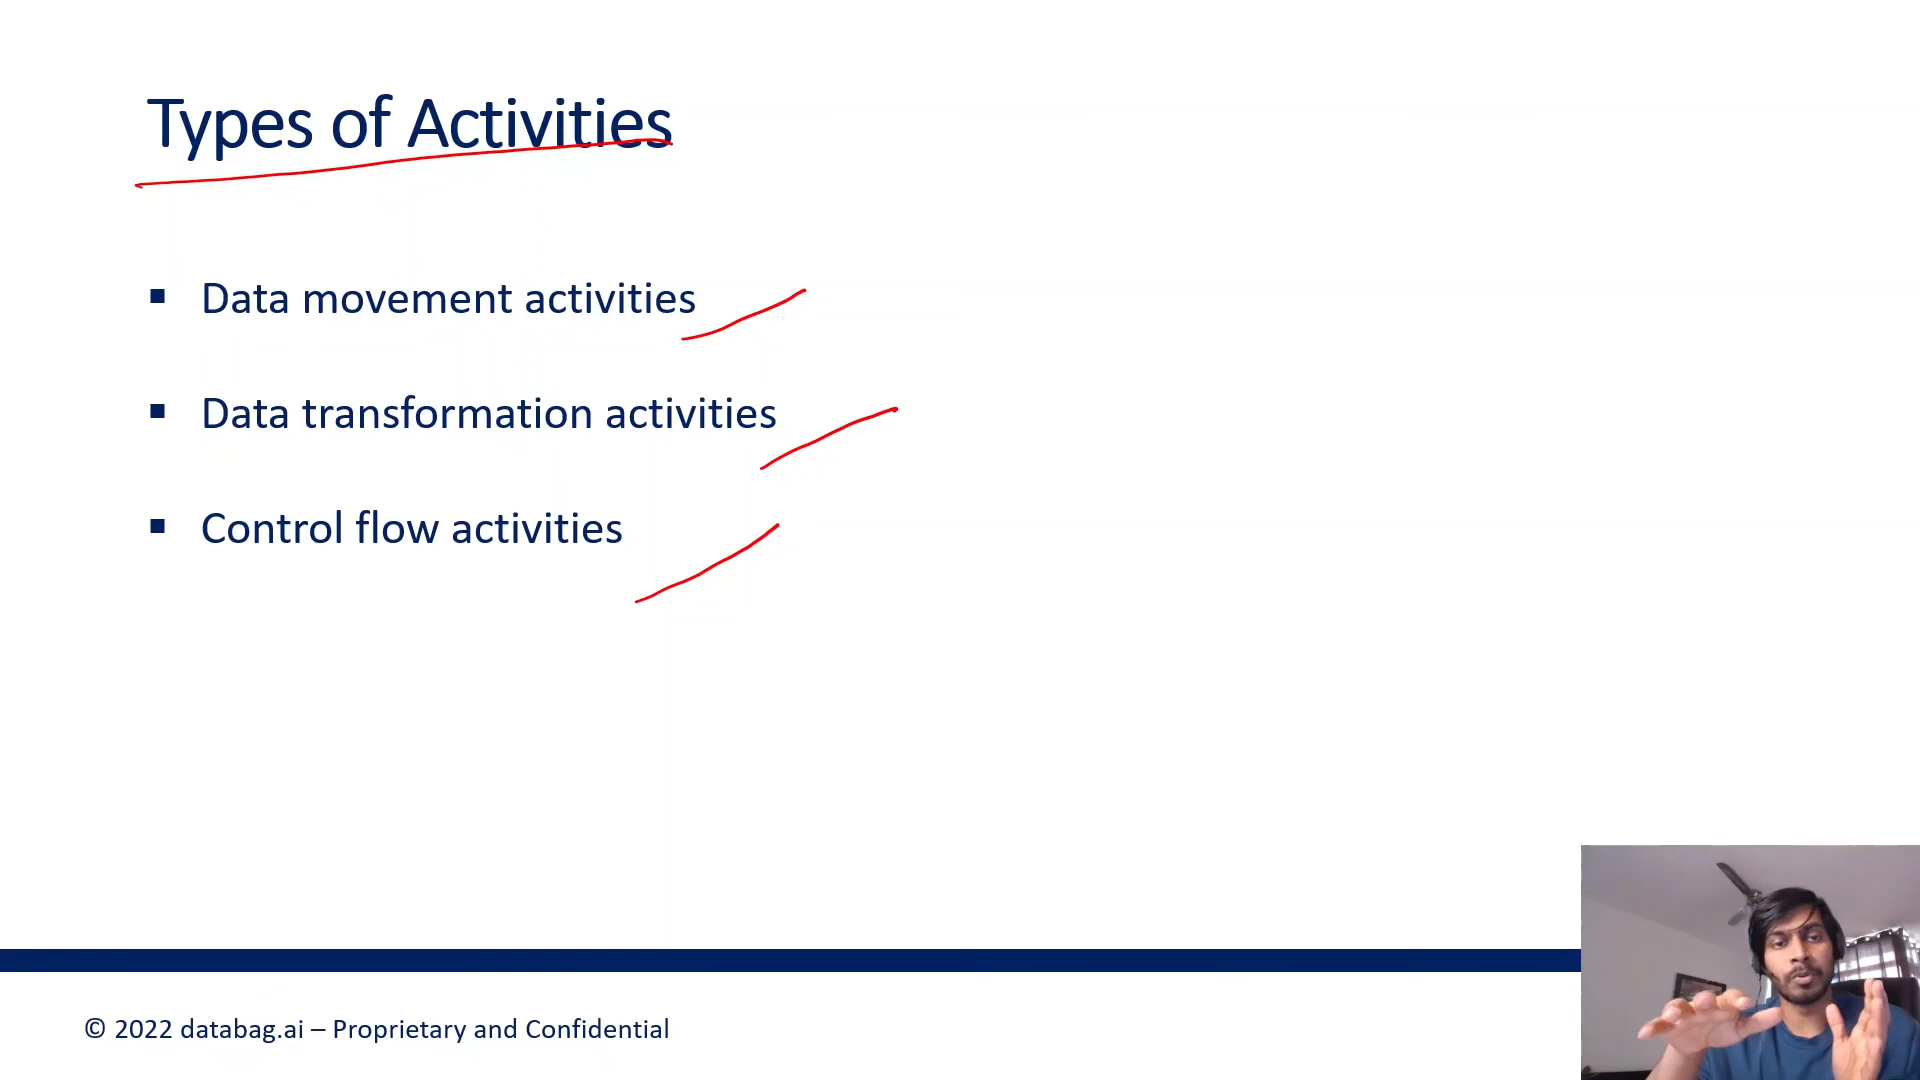 Types of Activities
Data movement activities
Data transformation activities
Control flow activities
© 2022 databag.ai – Proprietary and Confidential